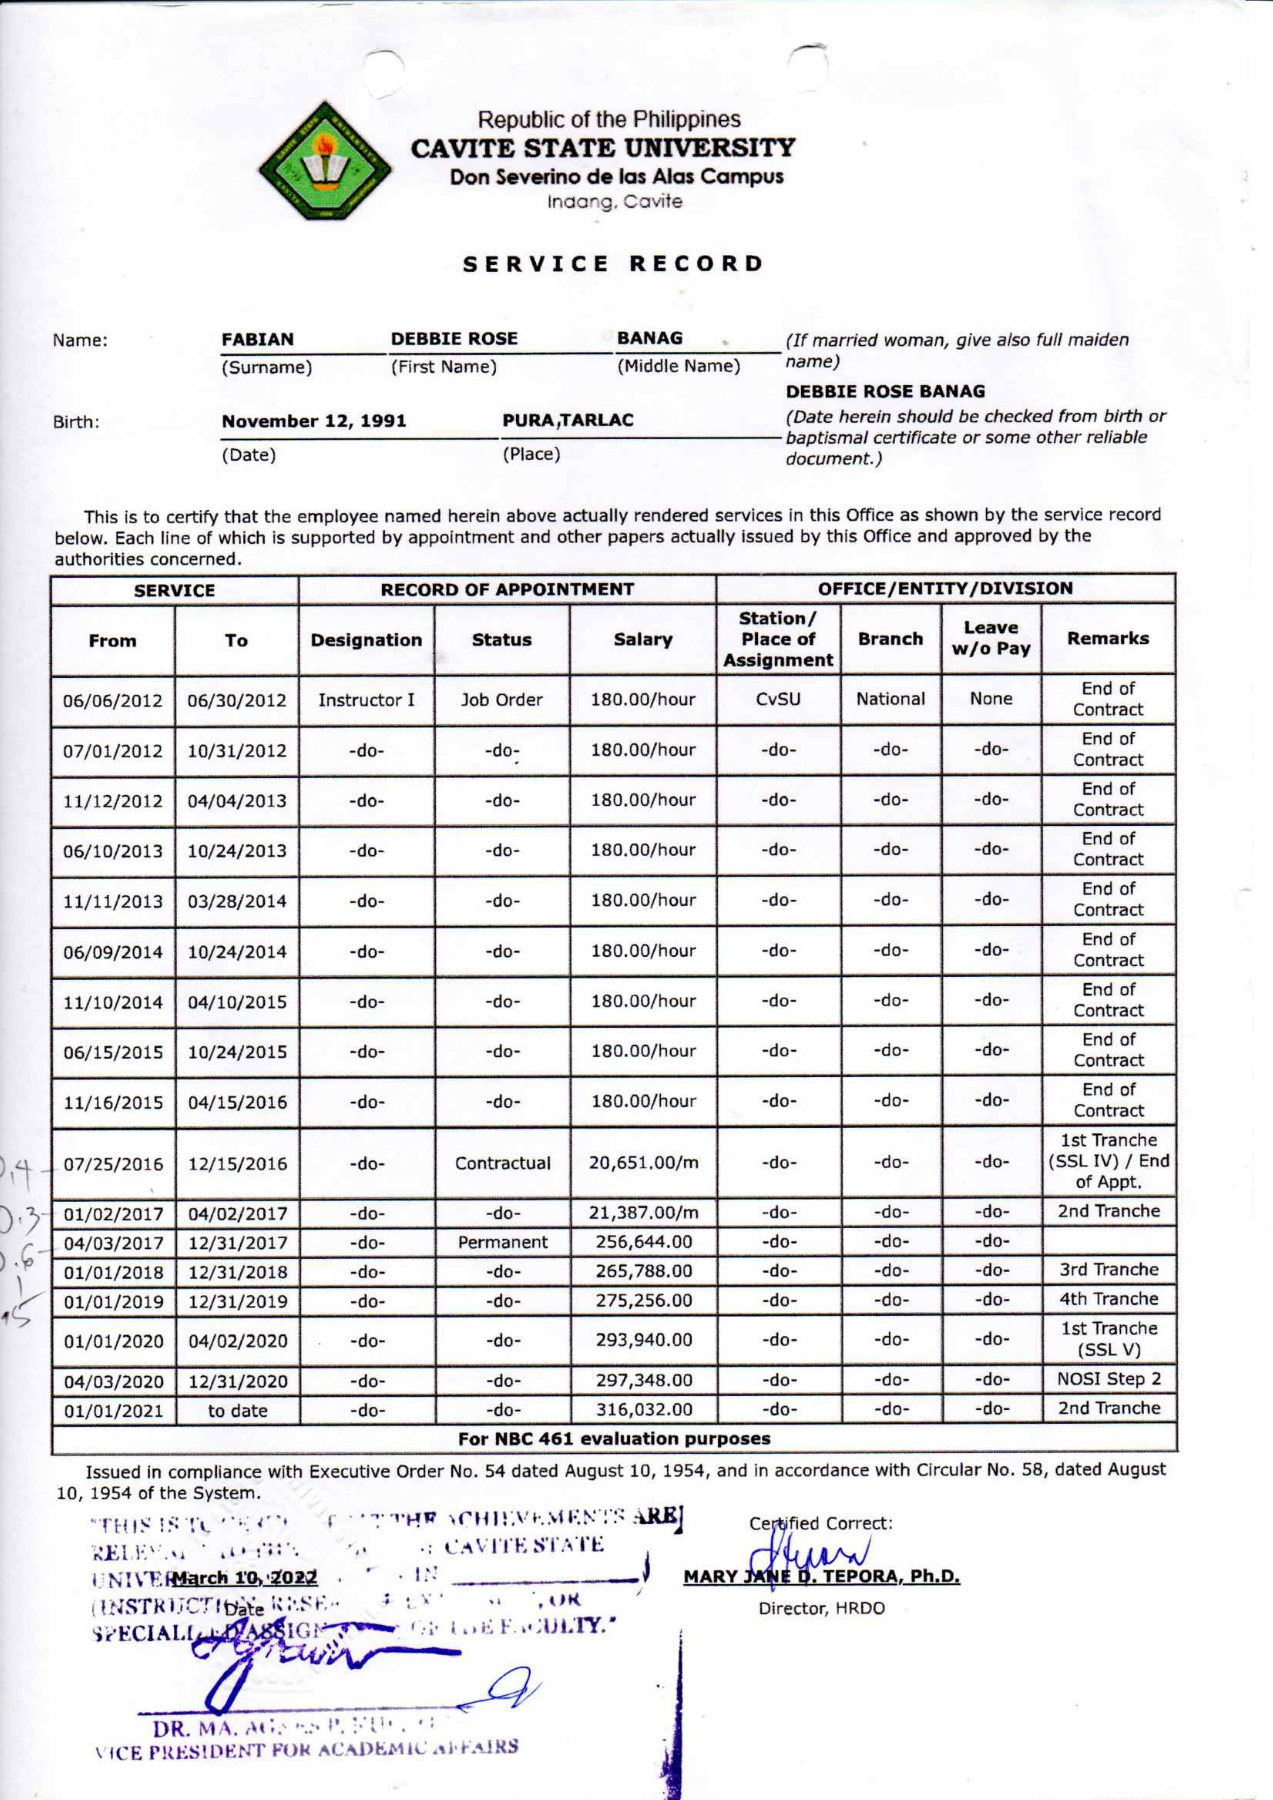 Republic of the Philippines
CAVITE STATE UNIVERSITY
Don Severino de las Alas Campus
Indang, Cavite
SERVICE RECORD
Name: FABIAN DEBBIE ROSE BANAG (If married woman, give also full maiden
(Surname) (First Name) (Middle Name) name)
DEBBIE ROSE BANAG
Birth: November 12, 1991 PURA,TARLAC (Date herein should be checked from birth or
baptismal certificate or some other reliable
(Date) (Place) document.)
This is to certify that the employee named herein above actually rendered services in this Office as shown by the service record
below. Each line of which is supported by appointment and other papers actually issued by this Office and approved by the
authorities concerned.
SERVICE RECORD OF APPOINTMENT OFFICE/ENTITY/DIVISION
From To Designation Status Salary Station/ Place of Assignment Branch Leave w/o Pay Remarks
06/06/2012 06/30/2012 Instructor I Job Order 180.00/hour CvSU National None End of Contract
07/01/2012 10/31/2012 -do- -do- 180.00/hour -do- -do- -do- End of Contract
11/12/2012 04/04/2013 -do- -do- 180.00/hour -do- -do- -do- End of Contract
06/10/2013 10/24/2013 -do- -do- 180.00/hour -do- -do- -do- End of Contract
11/11/2013 03/28/2014 -do- -do- 180.00/hour -do- -do- -do- End of Contract
06/09/2014 10/24/2014 -do- -do- 180.00/hour -do- -do- -do- End of Contract
11/10/2014 04/10/2015 -do- -do- 180.00/hour -do- -do- -do- End of Contract
06/15/2015 10/24/2015 -do- -do- 180.00/hour -do- -do- -do- End of Contract
11/16/2015 04/15/2016 -do- -do- 180.00/hour -do- -do- -do- End of Contract
07/25/2016 12/15/2016 -do- Contractual 20,651.00/m -do- -do- -do- 1st Tranche (SSL IV) / End of Appt.
0.3 01/02/2017 04/02/2017 -do- -do- 21,387.00/m -do- -do- -do- 2nd Tranche
04/03/2017 12/31/2017 -do- Permanent 256,644.00 -do- -do- -do-
01/01/2018 12/31/2018 -do- -do- 265,788.00 -do- -do- -do- 3rd Tranche
01/01/2019 12/31/2019 -do- -do- 275,256.00 -do- -do- -do- 4th Tranche
01/01/2020 04/02/2020 -do- -do- 293,940.00 -do- -do- -do- 1st Tranche (SSL V)
04/03/2020 12/31/2020 -do- -do- 297,348.00 -do- -do- -do- NOSI Step 2
01/01/2021 to date -do- -do- 316,032.00 -do- -do- -do- 2nd Tranche
For NBC 461 evaluation purposes
Issued in compliance with Executive Order No. 54 dated August 10, 1954, and in accordance with Circular No. 58, dated August
10, 1954 of the System.
"THIS IS THE ACHIEVEMENTS ARE
CAVITE STATE
March 10, 2022 IN
Date
OF THE FACULTY."
DR. MA.
VICE PRESIDENT FOR ACADEMIC AFFAIRS
Certified Correct:
MARY JANE D. TEPORA, Ph.D.
Director, HRDO